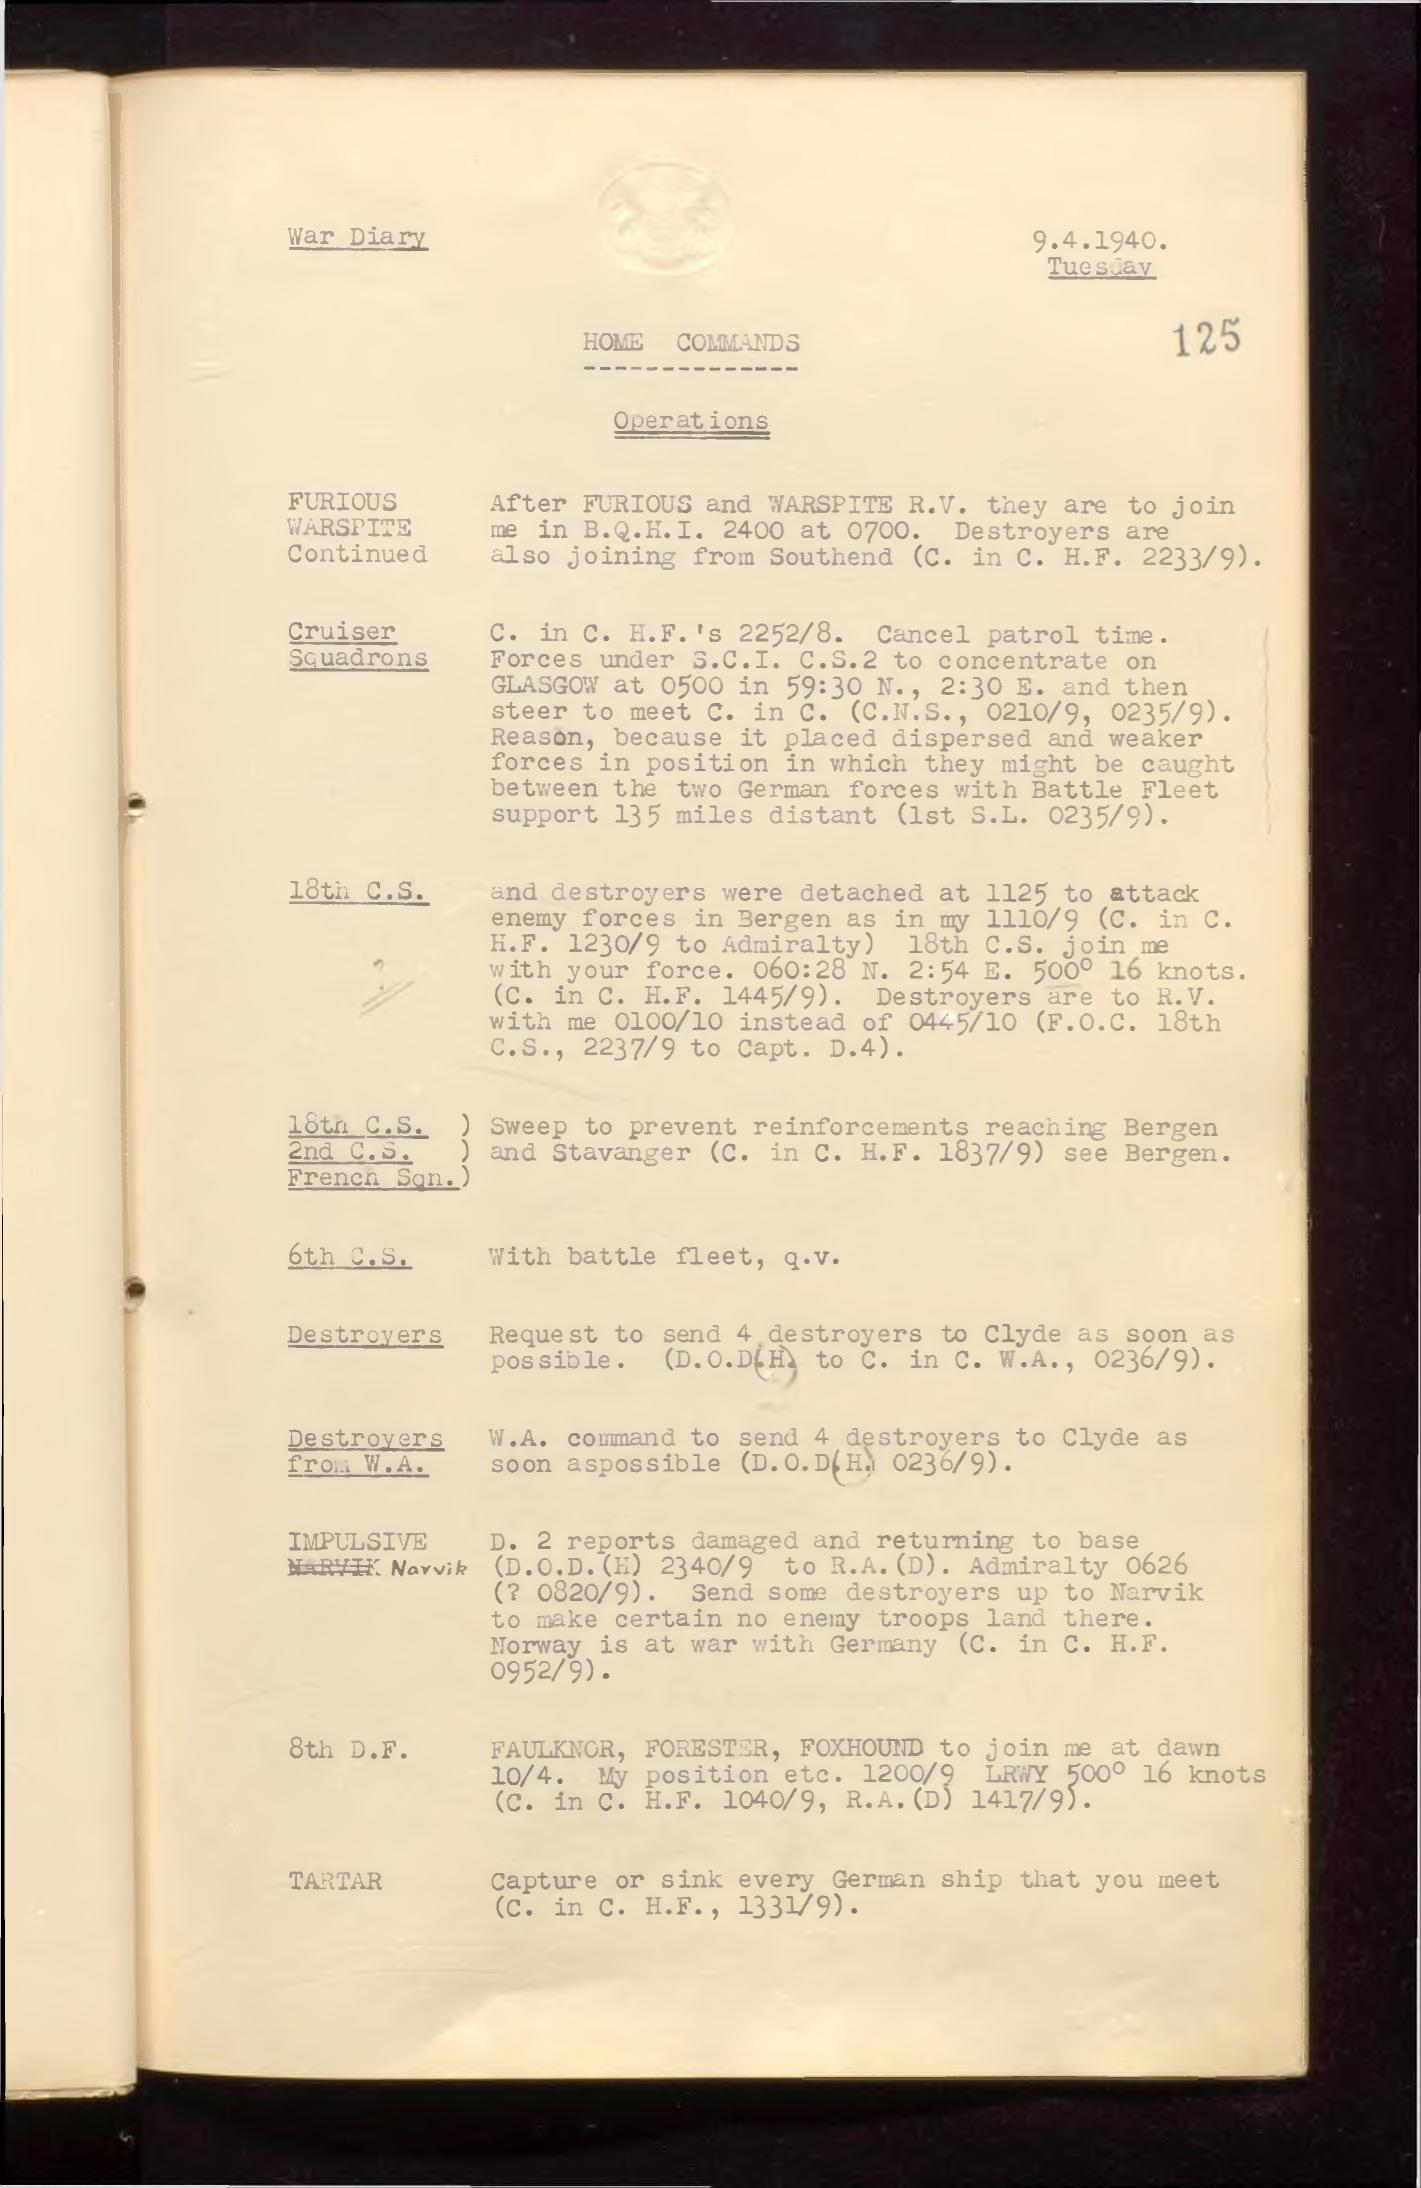 War Diary
9.4.1940.
Tuesday
125
HOME COMMANDS
Operations
FURIOUS After FURIOUS and WARSPITE R.V. they are to join
WARSPITE me in B.Q.H.I. 2400 at 0700. Destroyers are
Continued also joining from Southend (C. in C. H.F. 2233/9).
Cruiser C. in C. H.F.'s 2252/8. Cancel patrol time.
Squadrons Forces under S.C.I. C.S.2 to concentrate on
GLASGOW at 0500 in 59:30 N., 2:30 E. and then
steer to meet C. in C. (C.N.S., 0210/9, 0235/9).
Reason, because it placed dispersed and weaker
forces in position in which they might be caught
between the two German forces with Battle Fleet
support 135 miles distant (1st S.L. 0235/9).
18th C.S. and destroyers were detached at 1125 to attack
enemy forces in Bergen as in my 1110/9 (C. in C.
H.F. 1230/9 to Admiralty) 18th C.S. join me
with your force. 060:28 N. 2:54 E. 500° 16 knots.
?
(C. in C. H.F. 1445/9). Destroyers are to R.V.
with me 0100/10 instead of 0445/10 (F.O.C. 18th
C.S., 2237/9 to Capt. D.4).
18th C.S. ) Sweep to prevent reinforcements reaching Bergen
2nd C.S. ) and Stavanger (C. in C. H.F. 1837/9) see Bergen.
French Sqn.)
6th C.S. With battle fleet, q.v.
Destroyers Request to send 4 destroyers to Clyde as soon as
possible. (D.O.D.(H.) to C. in C. W.A., 0236/9).
Destroyers W.A. command to send 4 destroyers to Clyde as
from W.A. soon aspossible (D.O.D.(H.) 0236/9).
IMPULSIVE D. 2 reports damaged and returning to base
NARVIK Narvik (D.O.D.(H) 2340/9 to R.A.(D). Admiralty 0626
(? 0820/9). Send some destroyers up to Narvik
to make certain no enemy troops land there.
Norway is at war with Germany (C. in C. H.F.
0952/9).
8th D.F. FAULKNOR, FORESTER, FOXHOUND to join me at dawn
10/4. My position etc. 1200/9 LRWY 500° 16 knots
(C. in C. H.F. 1040/9, R.A.(D) 1417/9).
TARTAR Capture or sink every German ship that you meet
(C. in C. H.F., 1331/9).